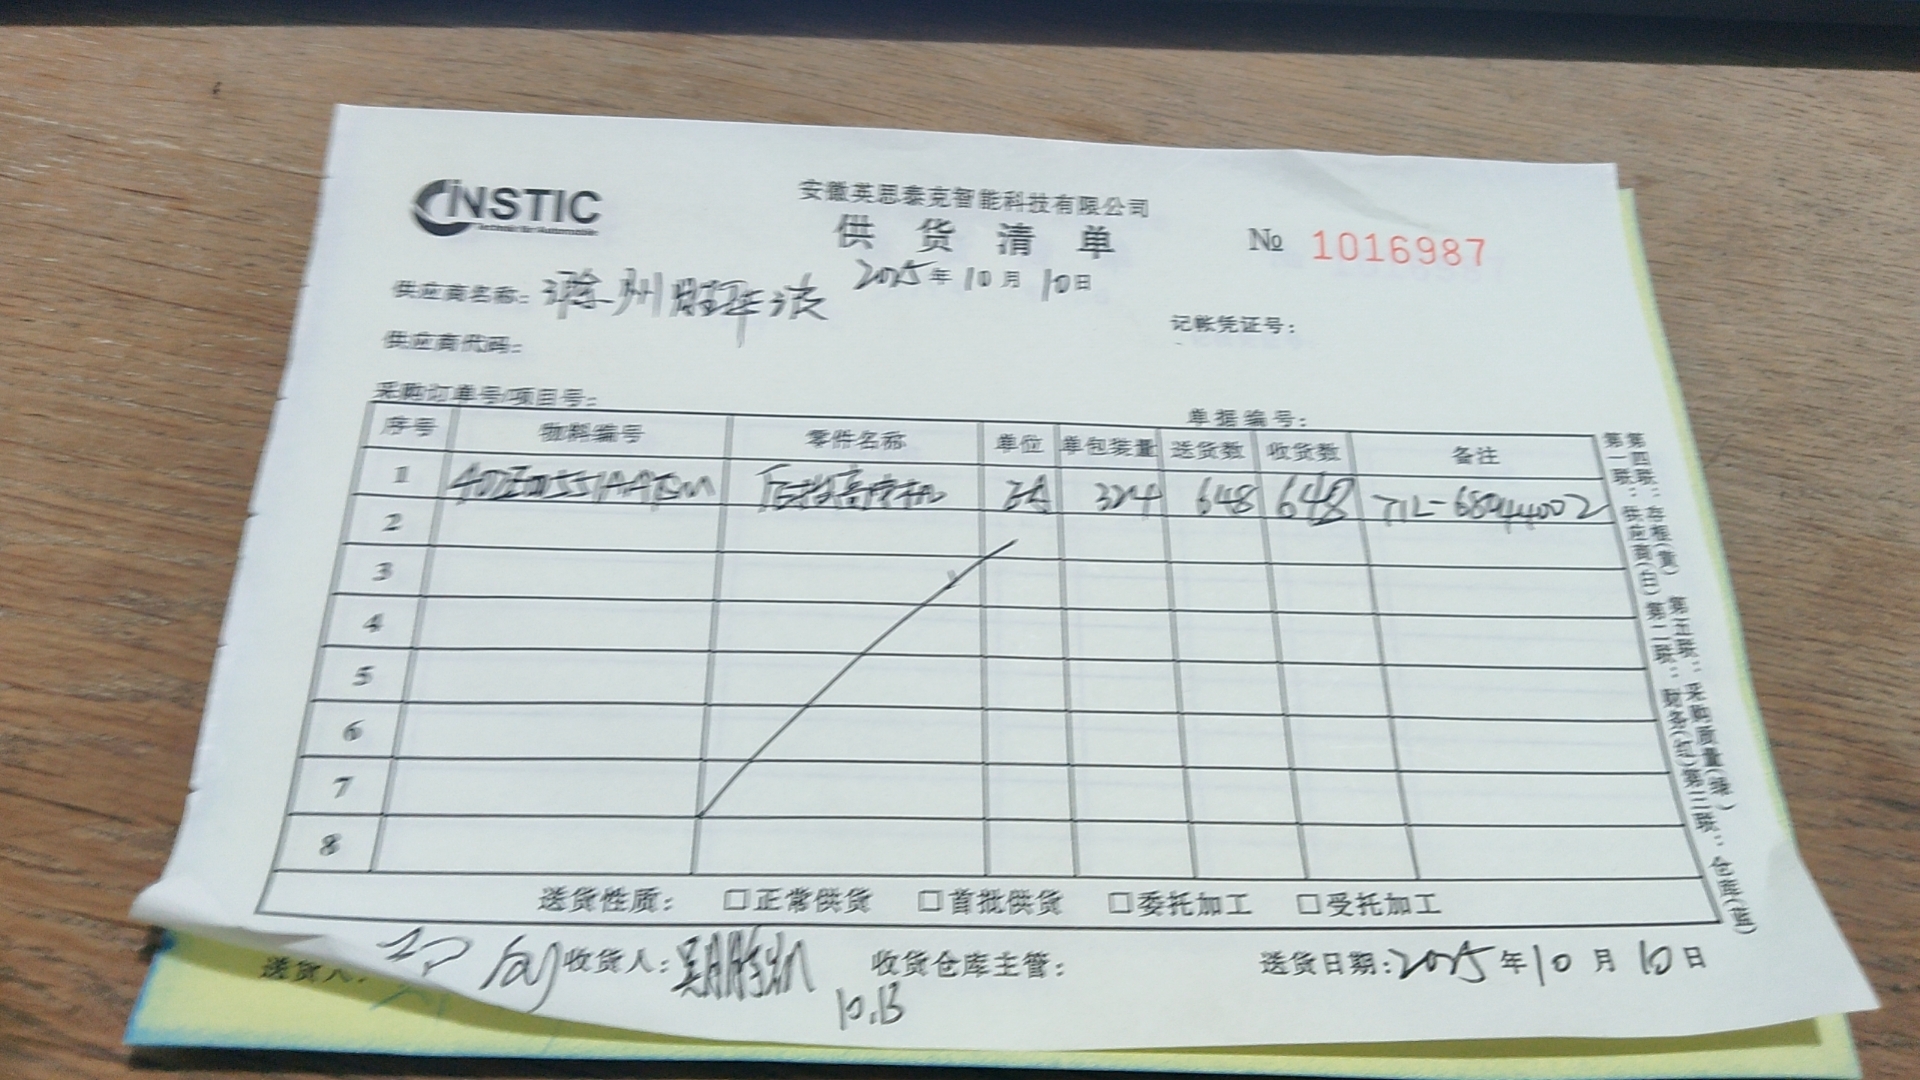 INSTIC
安徽英思泰克智能科技有限公司
供货清单
№ 1016987
2025年10月10日
供应商名称: 滁州
记帐凭证号:
供应商代码:
采购订单号/项目号:
单据编号:
序号 物料编号 零件名称 单位 单包装量 送货数 收货数 备注
1 324 648 648 712-68044002
2
3
4
5
6
7
8
送货性质: □正常供货 □首批供货 □委托加工 □受托加工
送货人: 收货人: 收货仓库主管: 送货日期: 2025年10月10日
10.13
第一联: 供应商(白) 第二联: 财务(红) 第三联: 仓库(蓝)
第四联: 存根(黄) 第五联: 采购质量(绿)